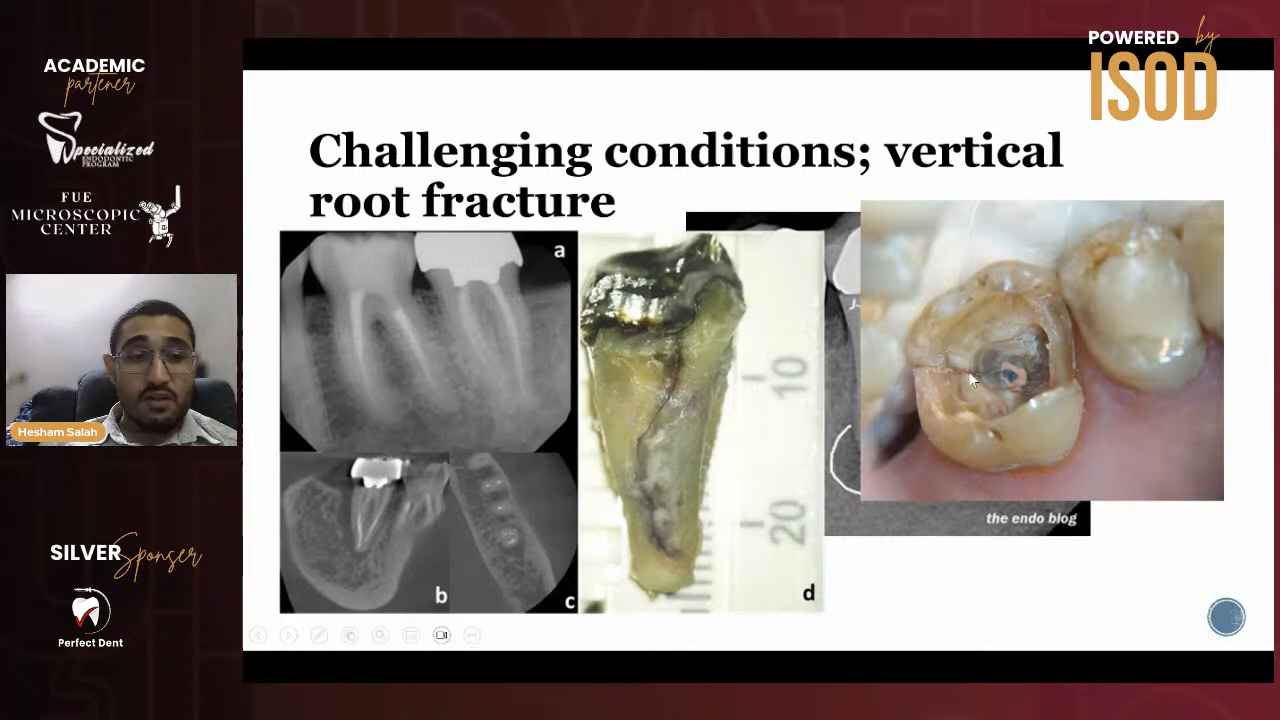 ACADEMIC
partener
Specialized
ENDODONTIC
PROGRAM
FUE
MICROSCOPIC
CENTER
Hesham Salah
SILVER
Sponser
Perfect Dent
POWERED by
ISOD
Challenging conditions; vertical
root fracture
a
b
c
d
10
20
the endo blog